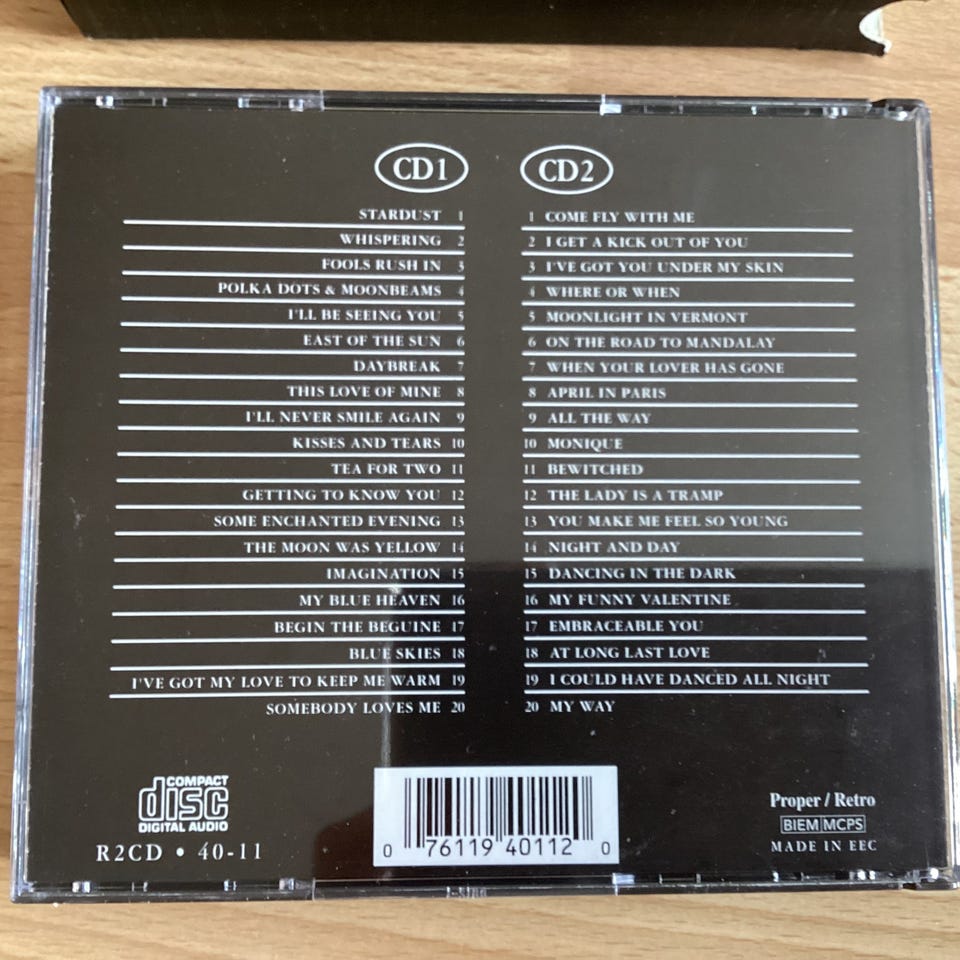 CD1
STARDUST 1
WHISPERING 2
FOOLS RUSH IN 3
POLKA DOTS & MOONBEAMS 4
I'LL BE SEEING YOU 5
EAST OF THE SUN 6
DAYBREAK 7
THIS LOVE OF MINE 8
I'LL NEVER SMILE AGAIN 9
KISSES AND TEARS 10
TEA FOR TWO 11
GETTING TO KNOW YOU 12
SOME ENCHANTED EVENING 13
THE MOON WAS YELLOW 14
IMAGINATION 15
MY BLUE HEAVEN 16
BEGIN THE BEGUINE 17
BLUE SKIES 18
I'VE GOT MY LOVE TO KEEP ME WARM 19
SOMEBODY LOVES ME 20
CD2
1 COME FLY WITH ME
2 I GET A KICK OUT OF YOU
3 I'VE GOT YOU UNDER MY SKIN
4 WHERE OR WHEN
5 MOONLIGHT IN VERMONT
6 ON THE ROAD TO MANDALAY
7 WHEN YOUR LOVER HAS GONE
8 APRIL IN PARIS
9 ALL THE WAY
10 MONIQUE
11 BEWITCHED
12 THE LADY IS A TRAMP
13 YOU MAKE ME FEEL SO YOUNG
14 NIGHT AND DAY
15 DANCING IN THE DARK
16 MY FUNNY VALENTINE
17 EMBRACEABLE YOU
18 AT LONG LAST LOVE
19 I COULD HAVE DANCED ALL NIGHT
20 MY WAY
COMPACT
disc
DIGITAL AUDIO
R2CD • 40-11
0 76119 40112 0
Proper / Retro
BIEM MCPS
MADE IN EEC